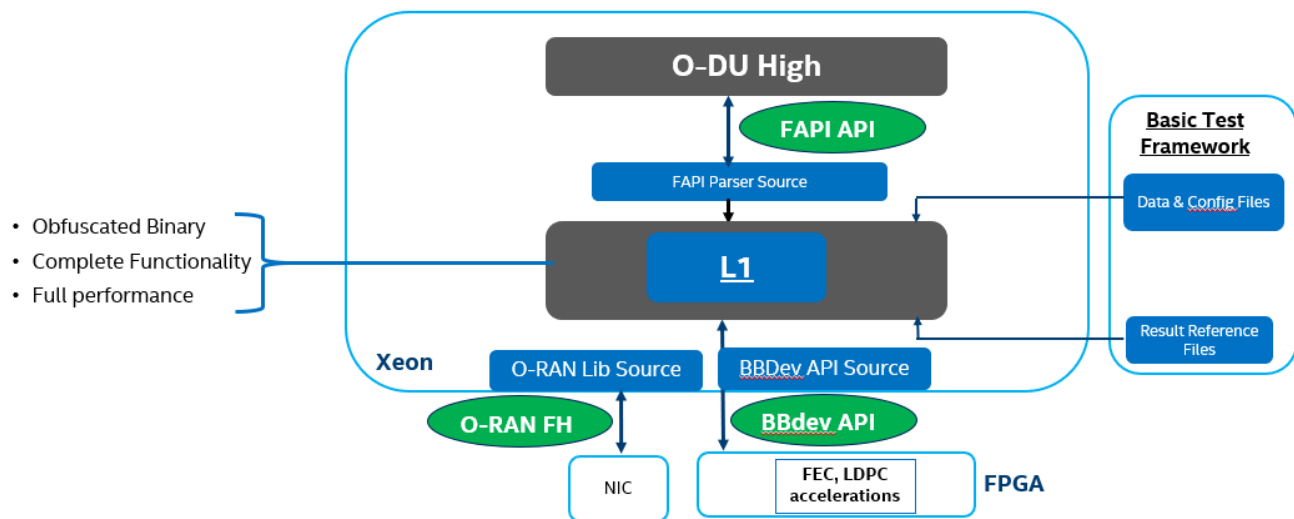 O-DU High
FAPI API
Basic Test
Framework
FAPI Parser Source
Data & Config Files
• Obfuscated Binary
• Complete Functionality
• Full performance
L1
Result Reference
Files
Xeon
O-RAN Lib Source
BBDev API Source
O-RAN FH
BBdev API
NIC
FEC, LDPC
accelerations
FPGA